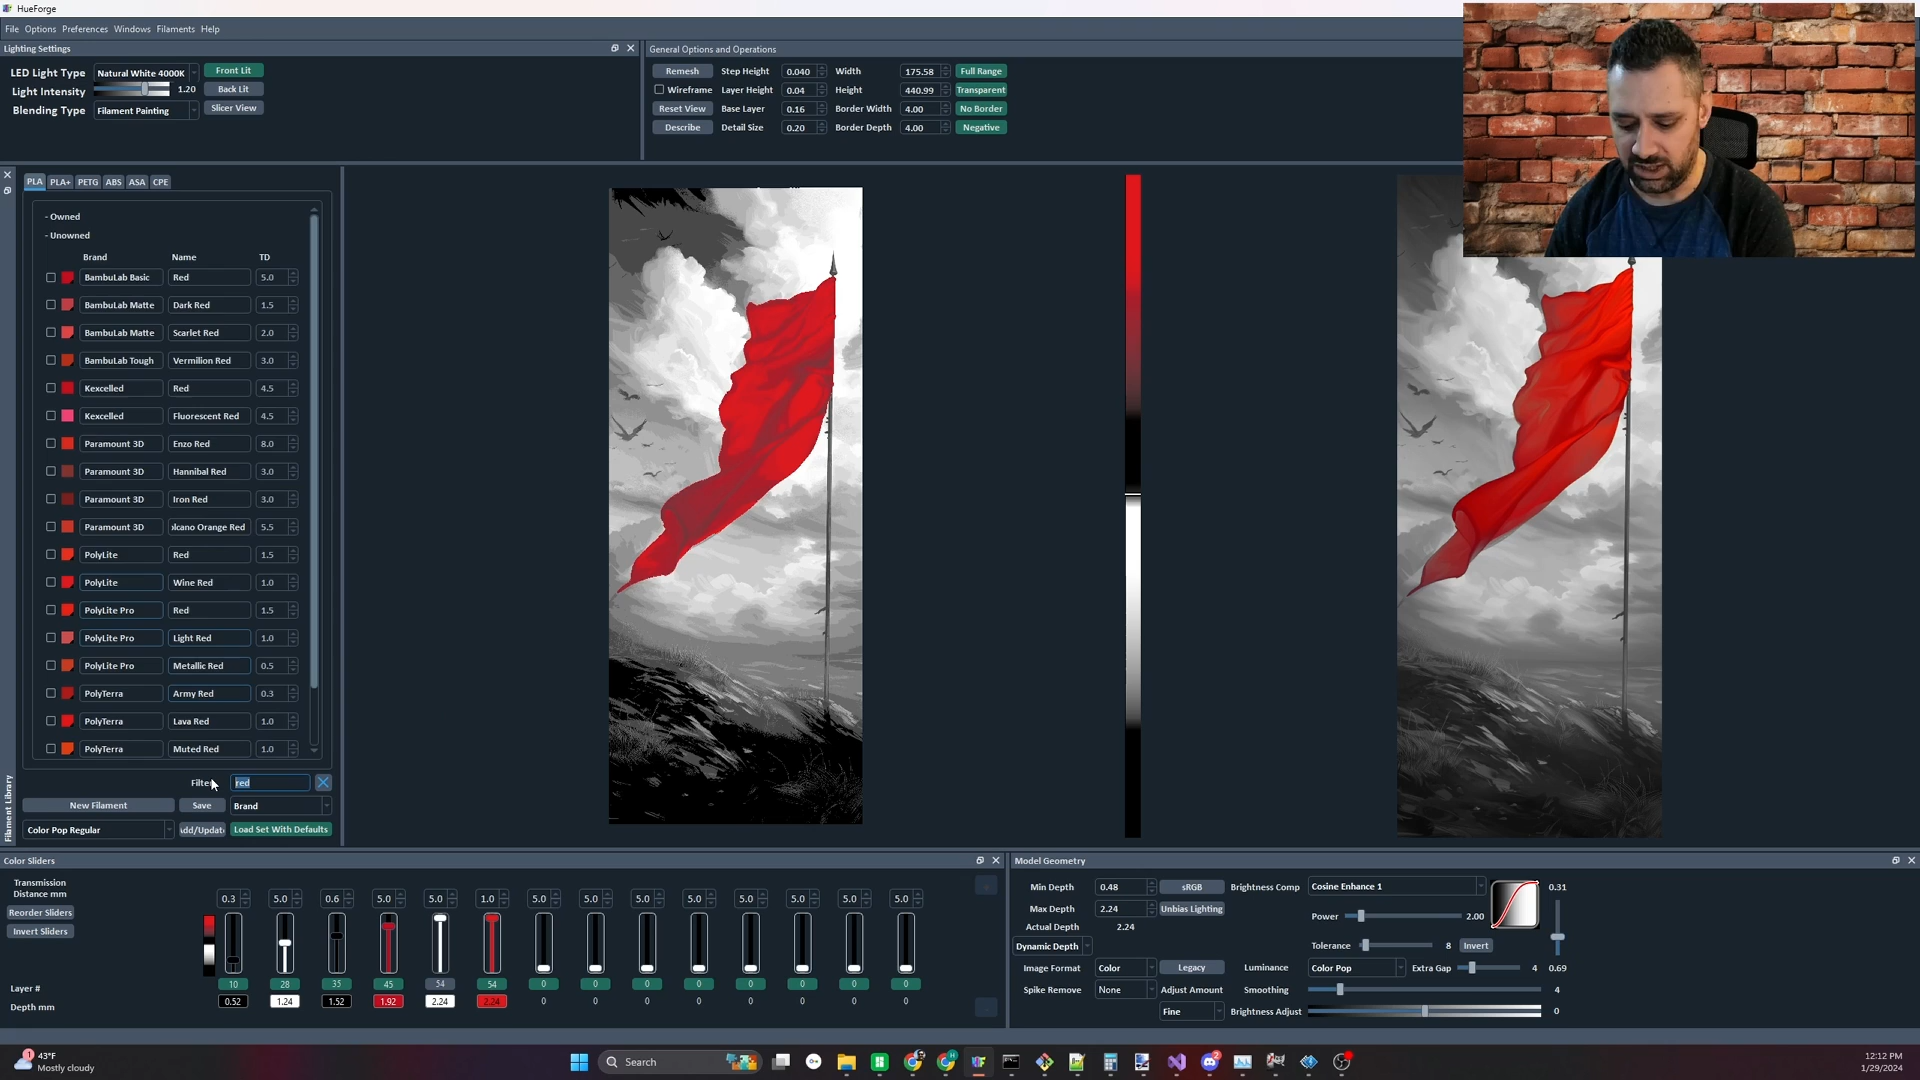 HueForge
File Options Preferences Windows Filaments Help
Lighting Settings
LED Light Type Natural White 4000K Front Lit
Light Intensity 1.20 Back Lit
Blending Type Filament Painting Slicer View
General Options and Operations
Remesh Step Height 0.040 Width 175.58 Full Range
Wireframe Layer Height 0.04 Height 440.99 Transparent
Reset View Base Layer 0.16 Border Width 4.00 No Border
Describe Detail Size 0.20 Border Depth 4.00 Negative
PLA PLA+ PETG ABS ASA CPE
- Owned
- Unowned
Brand Name TD
BambuLab Basic Red 5.0
BambuLab Matte Dark Red 1.5
BambuLab Matte Scarlet Red 2.0
BambuLab Tough Vermilion Red 3.0
Kexcelled Red 4.5
Kexcelled Fluorescent Red 4.5
Paramount 3D Enzo Red 8.0
Paramount 3D Hannibal Red 3.0
Paramount 3D Iron Red 3.0
Paramount 3D lcano Orange Red 5.5
PolyLite Red 1.5
PolyLite Wine Red 1.0
PolyLite Pro Red 1.5
PolyLite Pro Light Red 1.0
PolyLite Pro Metallic Red 0.5
PolyTerra Army Red 0.3
PolyTerra Lava Red 1.0
PolyTerra Muted Red 1.0
Filte red
New Filament Save Brand
Color Pop Regular dd/Updat Load Set With Defaults
Filament Library
Color Sliders
Transmission
Distance mm 0.3 5.0 0.6 5.0 5.0 1.0 5.0 5.0 5.0 5.0 5.0 5.0 5.0 5.0
Reorder Sliders
Invert Sliders
Layer # 10 28 35 45 54 54 0 0 0 0 0 0 0 0
Depth mm 0.52 1.24 1.52 1.92 2.24 2.24 0 0 0 0 0 0 0 0
Model Geometry
Min Depth 0.48 sRGB Brightness Comp Cosine Enhance 1 0.31
Max Depth 2.24 Unbias Lighting Power 2.00
Actual Depth 2.24
Dynamic Depth Tolerance 8 Invert
Image Format Color Legacy Luminance Color Pop Extra Gap 4 0.69
Spike Remove None Adjust Amount Smoothing 4
Fine Brightness Adjust 0
1 43°F
Mostly cloudy
Search
2
12:12 PM
1/29/2024